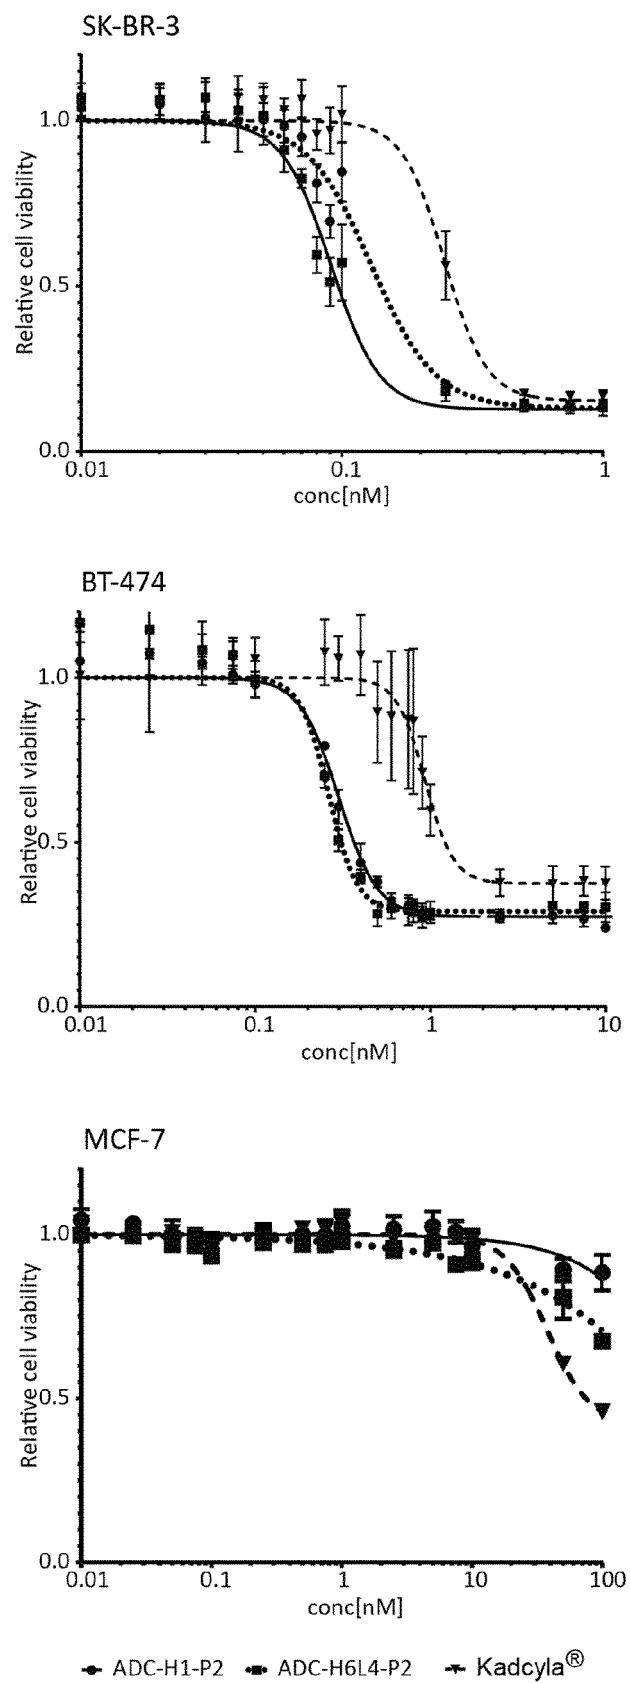 SK-BR-3
1.0
0.5
0.0
Relative cell viability
0.01 0.1 1
conc[nM]
BT-474
1.0
0.5
0.0
Relative cell viability
0.01 0.1 1 10
conc[nM]
MCF-7
1.0
0.5
0.0
Relative cell viability
0.01 0.1 1 10 100
conc[nM]
ADC-H1-P2 ADC-H6L4-P2 Kadcyla®